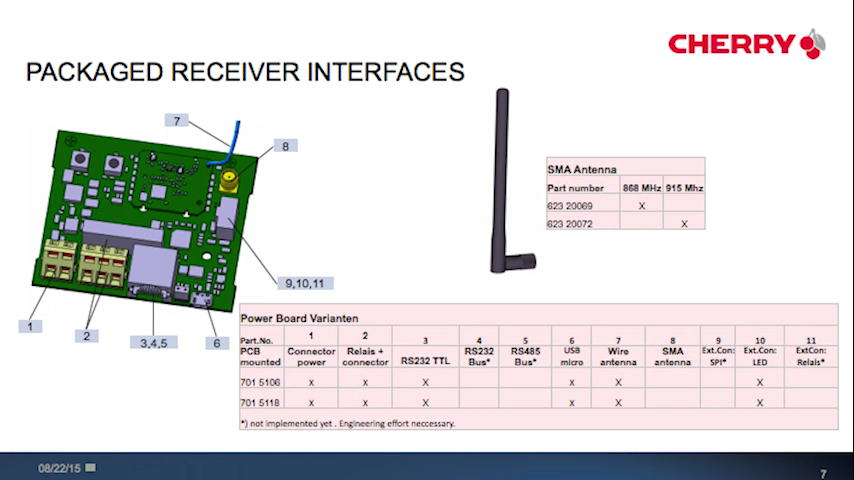 CHERRY
PACKAGED RECEIVER INTERFACES
7
8
9,10,11
1
2
3,4,5
6
SMA Antenna
Part number 868 MHz 915 Mhz
623 20069 X
623 20072 X
Power Board Varianten
Part.No. 1 2 3 4 5 6 7 8 9 10 11
PCB mounted Connector power Relais + connector RS232 TTL RS232 Bus* RS485 Bus* USB micro Wire antenna SMA antenna Ext.Con: SPI* Ext.Con: LED ExtCon: Relais*
701 5106 x x X x X X
701 5118 x x X x X X
*) not implemented yet . Engineering effort neccessary.
08/22/15
7